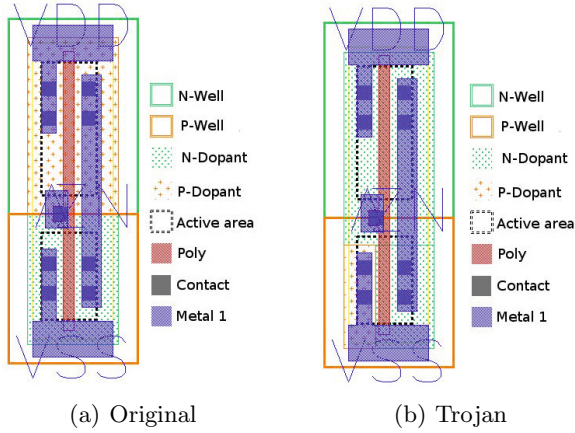 VDD
VDD
N-Well
P-Well
N-Dopant
P-Dopant
Active area
Poly
Contact
Metal 1
N-Well
P-Well
N-Dopant
P-Dopant
Active area
Poly
Contact
Metal 1
VSS
VSS
(a) Original
(b) Trojan